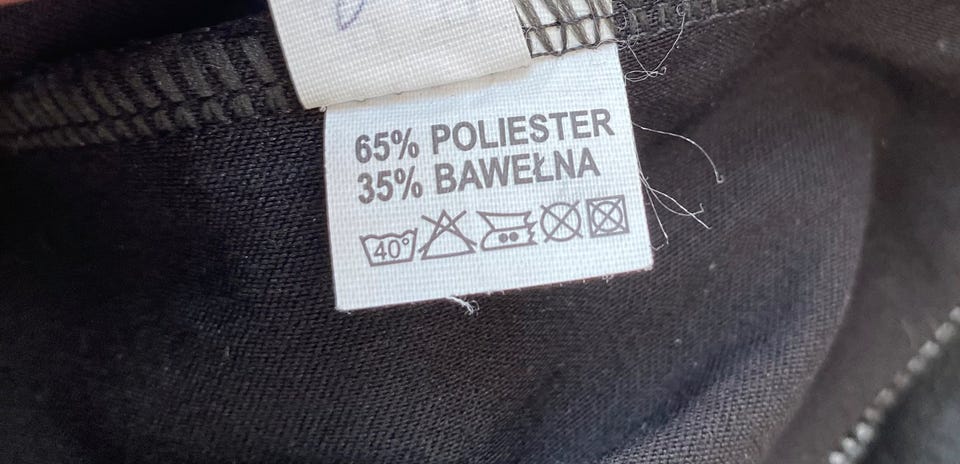 65% POLIESTER
35% BAWEŁNA
40°